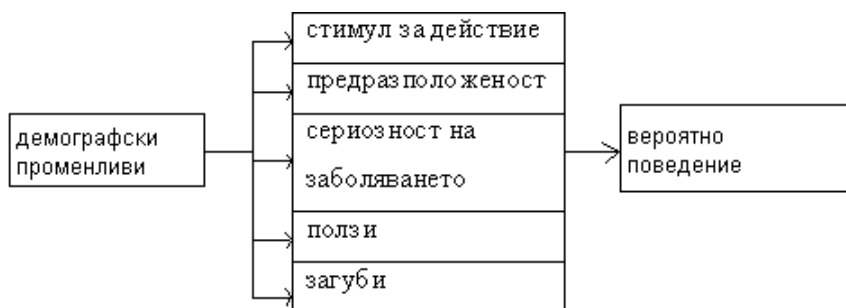 демографски
променливи
стимул за действие
предразположеност
сериозност на
заболяването
ползи
загуби
вероятно
поведение